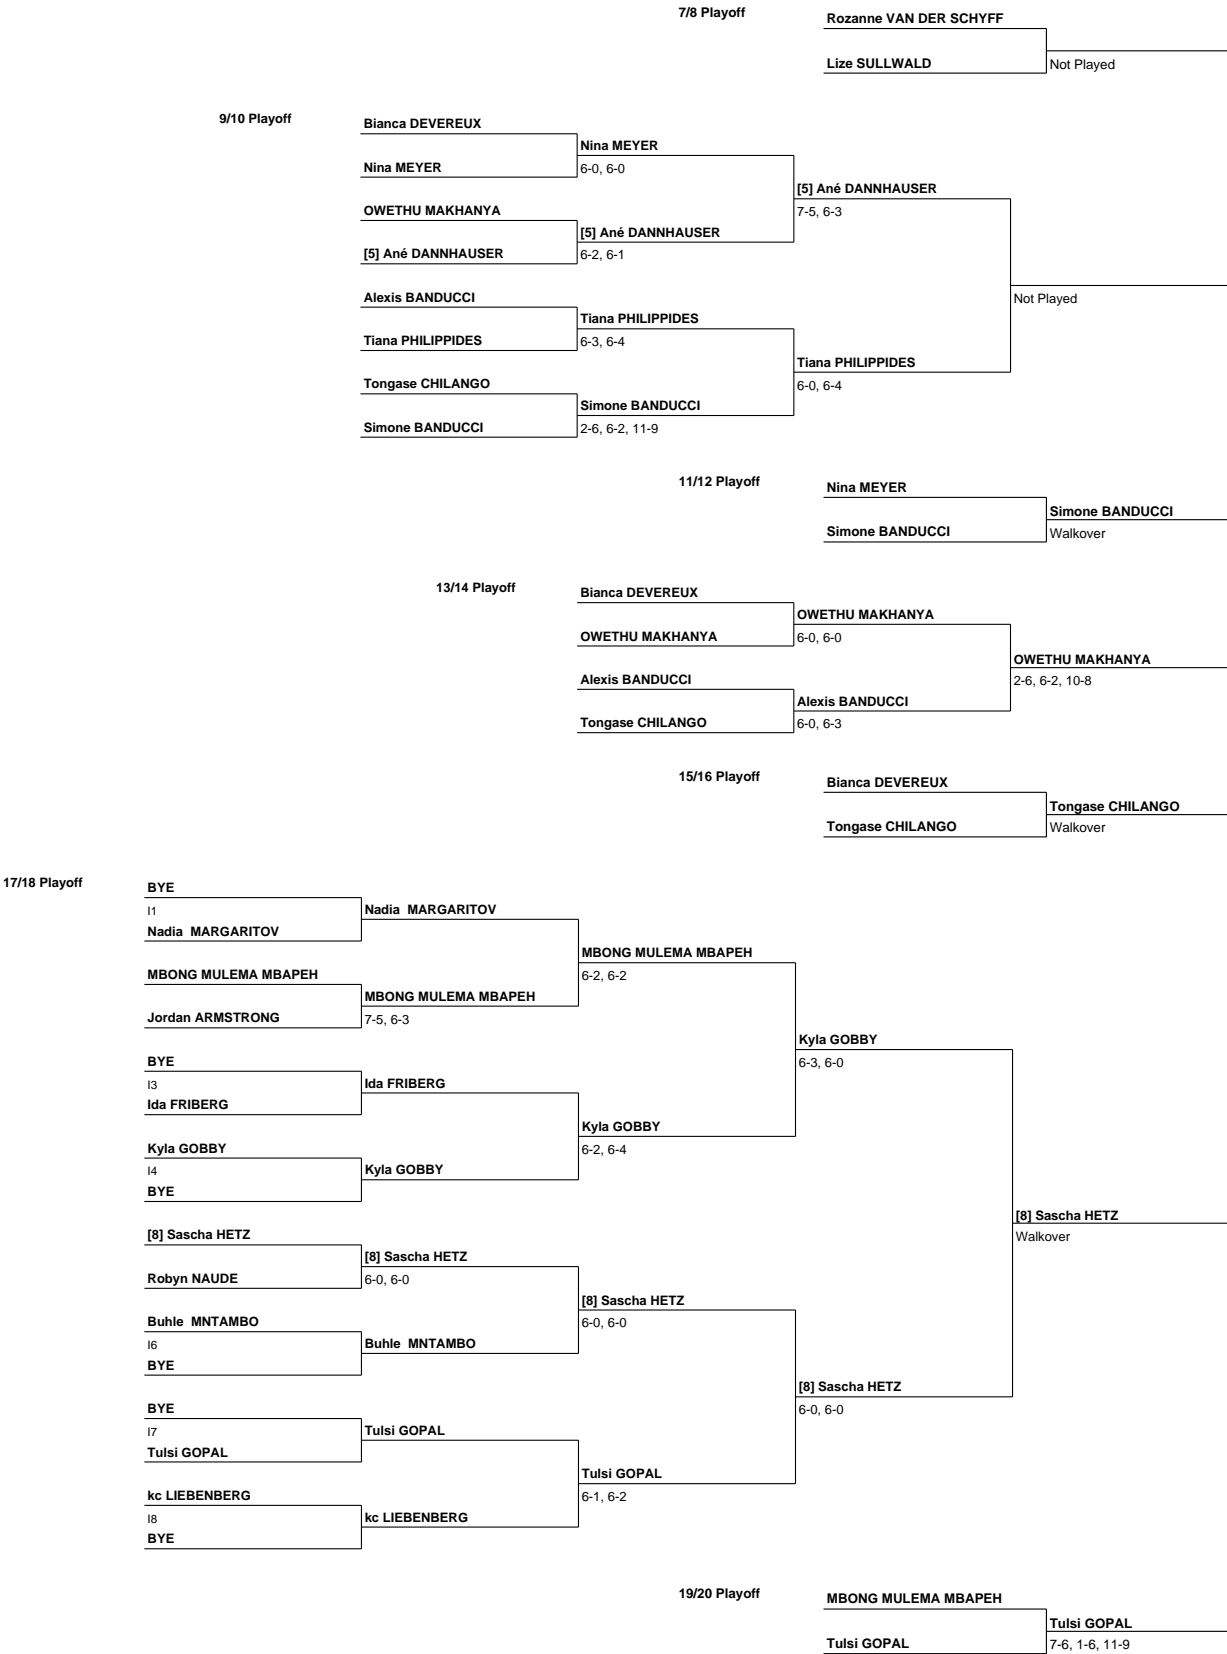 7/8 Playoff
Rozanne VAN DER SCHYFF
Lize SULLWALD
Not Played
9/10 Playoff
Bianca DEVEREUX
Nina MEYER
Nina MEYER
6-0, 6-0
[5] Ané DANNHAUSER
7-5, 6-3
OWETHU MAKHANYA
[5] Ané DANNHAUSER
[5] Ané DANNHAUSER
6-2, 6-1
Not Played
Alexis BANDUCCI
Tiana PHILIPPIDES
Tiana PHILIPPIDES
6-3, 6-4
Tiana PHILIPPIDES
6-0, 6-4
Tongase CHILANGO
Simone BANDUCCI
Simone BANDUCCI
2-6, 6-2, 11-9
11/12 Playoff
Nina MEYER
Simone BANDUCCI
Simone BANDUCCI
Walkover
13/14 Playoff
Bianca DEVEREUX
OWETHU MAKHANYA
OWETHU MAKHANYA
6-0, 6-0
OWETHU MAKHANYA
2-6, 6-2, 10-8
Alexis BANDUCCI
Alexis BANDUCCI
Tongase CHILANGO
6-0, 6-3
15/16 Playoff
Bianca DEVEREUX
Tongase CHILANGO
Tongase CHILANGO
Walkover
17/18 Playoff
BYE
I1
Nadia MARGARITOV
Nadia MARGARITOV
MBONG MULEMA MBAPEH
6-2, 6-2
MBONG MULEMA MBAPEH
MBONG MULEMA MBAPEH
Jordan ARMSTRONG
7-5, 6-3
Kyla GOBBY
6-3, 6-0
BYE
I3
Ida FRIBERG
Ida FRIBERG
Kyla GOBBY
6-2, 6-4
Kyla GOBBY
I4
Kyla GOBBY
BYE
[8] Sascha HETZ
Walkover
[8] Sascha HETZ
[8] Sascha HETZ
Robyn NAUDE
6-0, 6-0
[8] Sascha HETZ
6-0, 6-0
Buhle MNTAMBO
I6
Buhle MNTAMBO
BYE
[8] Sascha HETZ
6-0, 6-0
BYE
I7
Tulsi GOPAL
Tulsi GOPAL
Tulsi GOPAL
6-1, 6-2
kc LIEBENBERG
I8
kc LIEBENBERG
BYE
19/20 Playoff
MBONG MULEMA MBAPEH
Tulsi GOPAL
Tulsi GOPAL
7-6, 1-6, 11-9